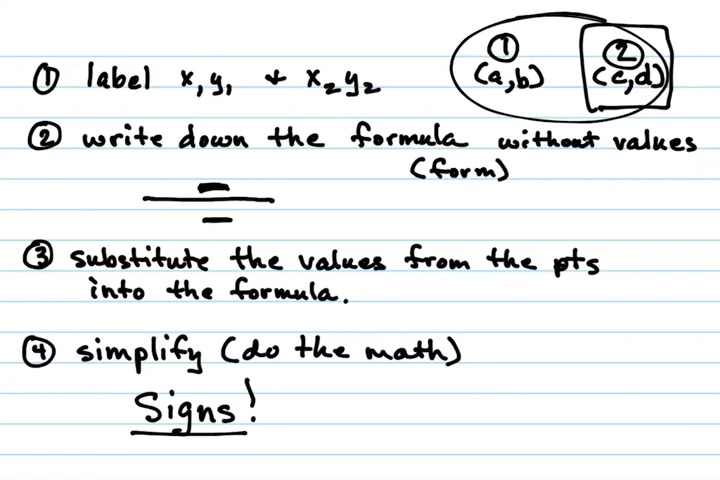 ① ②
① label x₁y₁ + x₂y₂ (a,b) (c,d)
② write down the formula without values
(form)
③ substitute the values from the pts
into the formula.
④ simplify (do the math)
Signs!